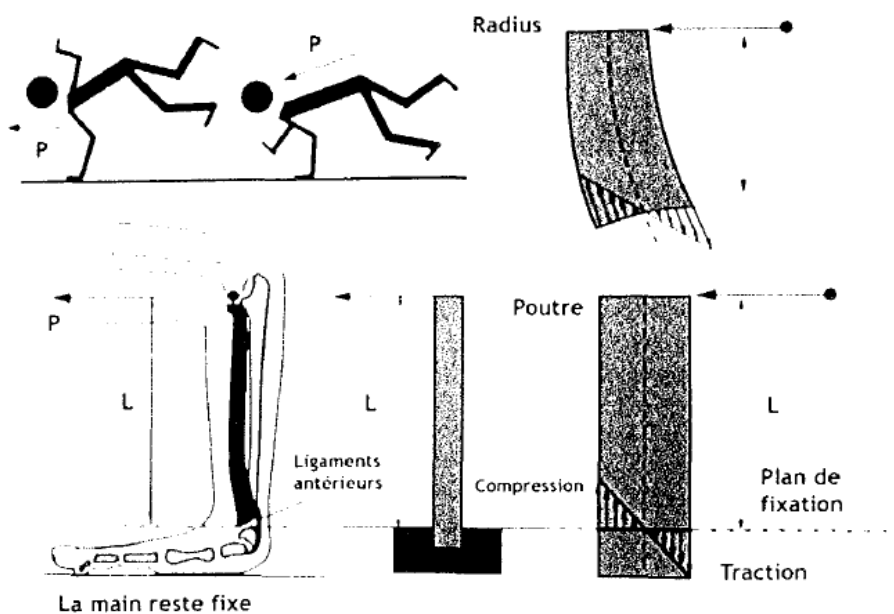 P
Radius
P
P
L
Ligaments
antérieurs
La main reste fixe
L
Compression
Poutre
L
Plan de
fixation
Traction